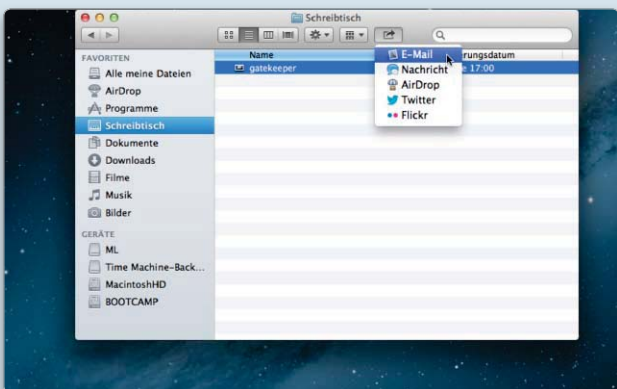 Schreibtisch
FAVORITEN
Alle meine Dateien
AirDrop
Programme
Schreibtisch
Dokumente
Downloads
Filme
Musik
Bilder
GERÄTE
ML
Time Machine-Back...
MacintoshHD
BOOTCAMP
Name rungsdatum
gatekeeper 17:00
E-Mail
Nachricht
AirDrop
Twitter
Flickr